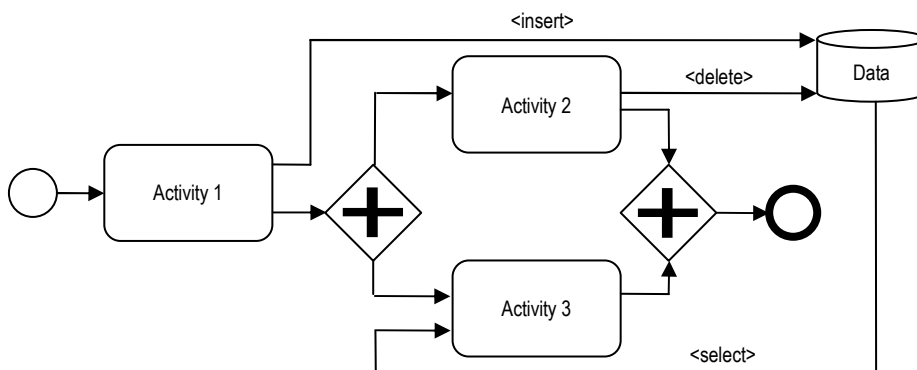 <insert>
<delete>
Data
Activity 2
Activity 1
Activity 3
<select>